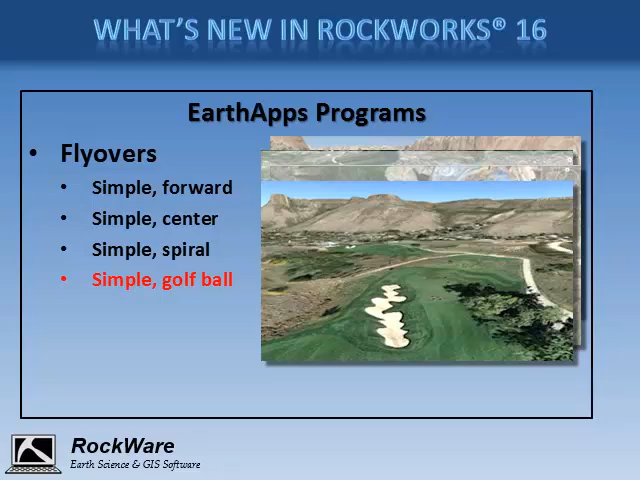 WHAT'S NEW IN ROCKWORKS® 16
EarthApps Programs
• Flyovers
• Simple, forward
• Simple, center
• Simple, spiral
• Simple, golf ball
RockWare
Earth Science & GIS Software